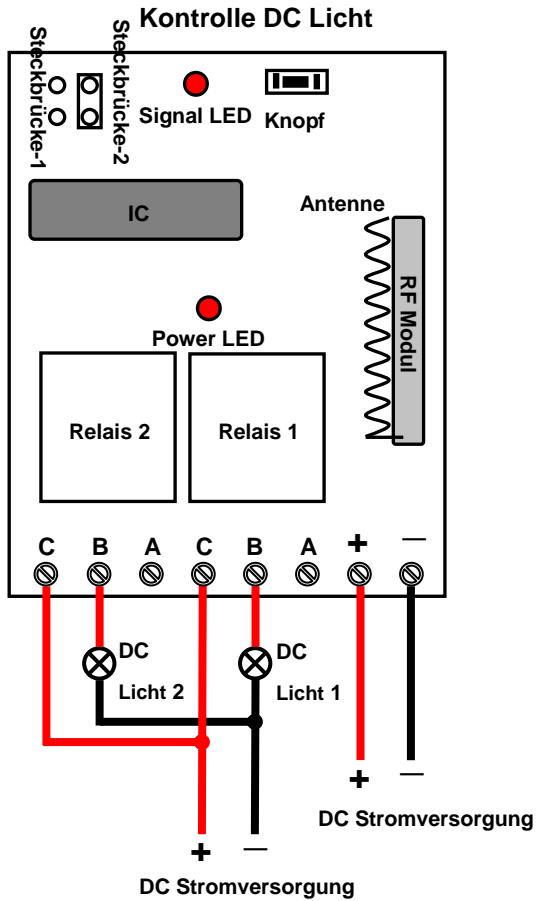 Kontrolle DC Licht
Steckbrücke-1
Steckbrücke-2
Signal LED
Knopf
IC
Antenne
RF Modul
Power LED
Relais 2
Relais 1
C B A C B A + —
DC
Licht 2
DC
Licht 1
+ —
DC Stromversorgung
+ —
DC Stromversorgung